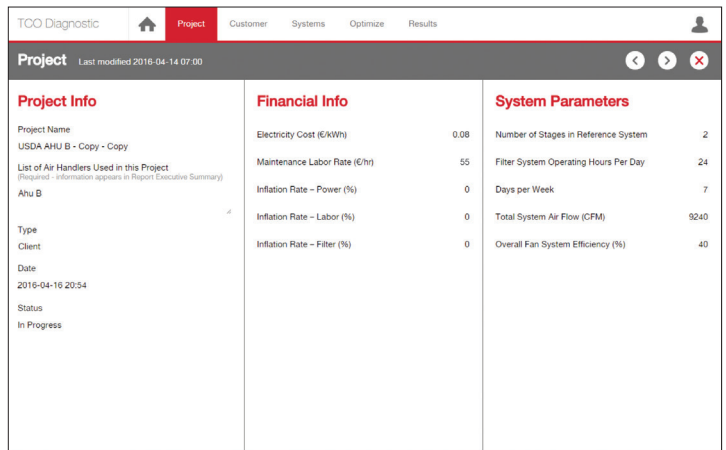 TCO Diagnostic Project Customer Systems Optimize Results
Project Last modified 2016-04-14 07:00
Project Info
Project Name
USDA AHU B - Copy - Copy
List of Air Handlers Used in this Project
(Required - information appears in Report Executive Summary)
Ahu B
Type
Client
Date
2016-04-16 20:54
Status
In Progress
Financial Info
Electricity Cost (€/kWh) 0.08
Maintenance Labor Rate (€/hr) 55
Inflation Rate – Power (%) 0
Inflation Rate – Labor (%) 0
Inflation Rate – Filter (%) 0
System Parameters
Number of Stages in Reference System 2
Filter System Operating Hours Per Day 24
Days per Week 7
Total System Air Flow (CFM) 9240
Overall Fan System Efficiency (%) 40